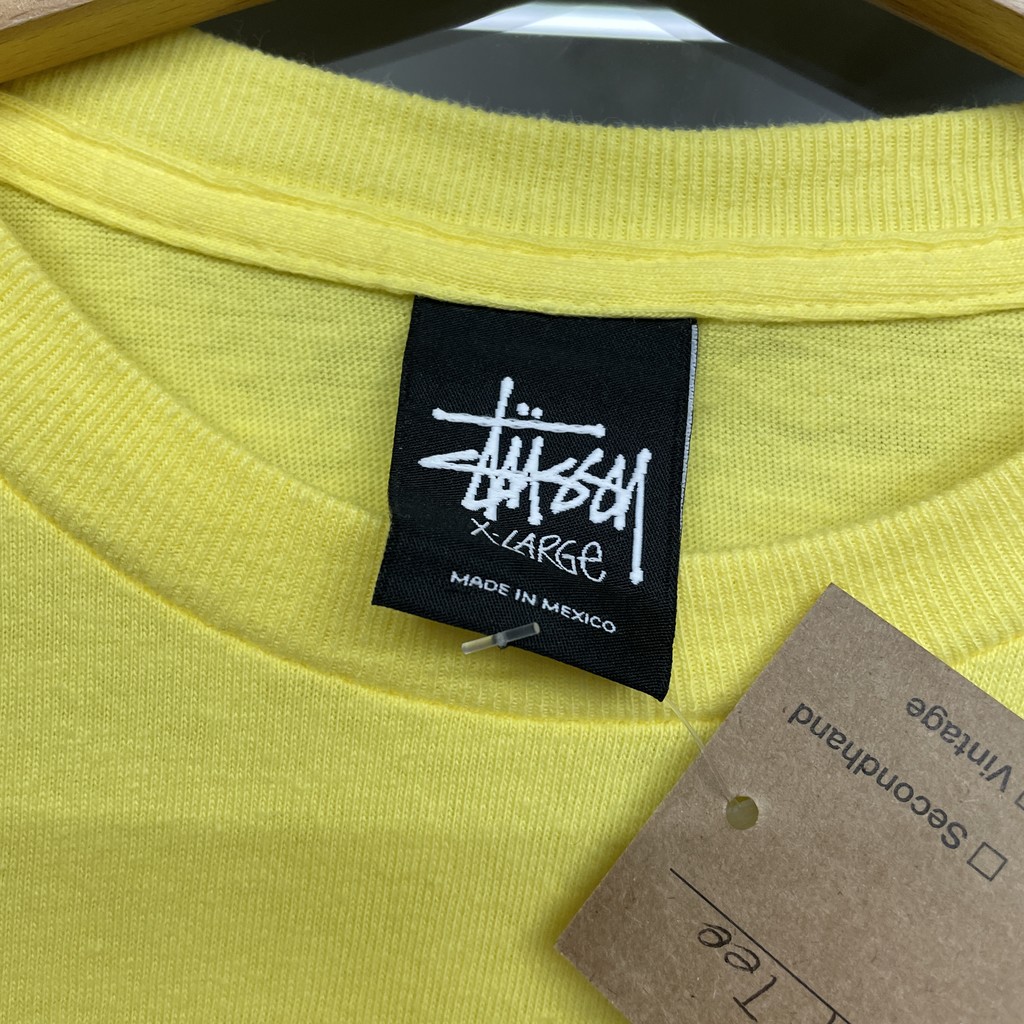 Stüssy
X-LARGE
MADE IN MEXICO
Vintage
☐ Secondhand
Tee